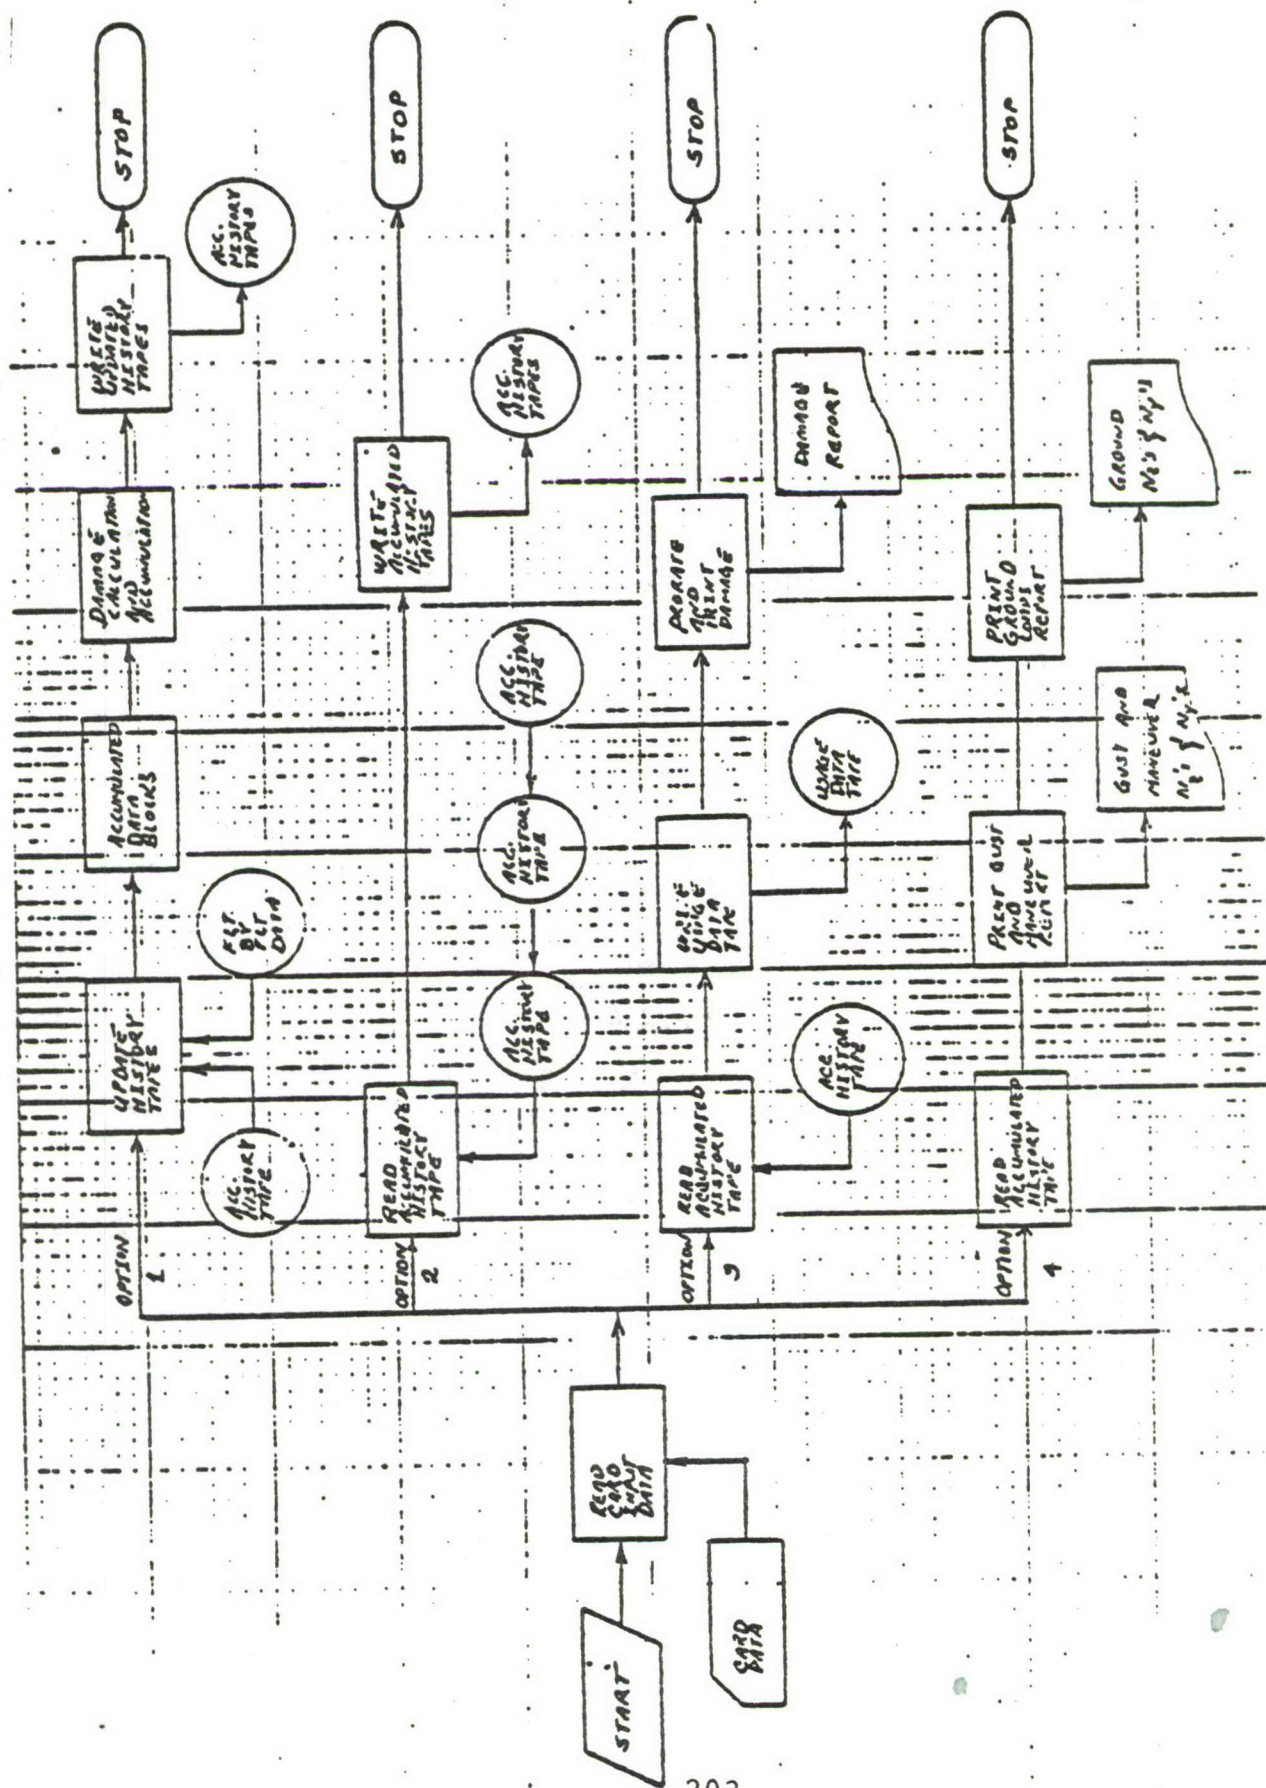 START
CARD
DATA
READ
CARD
INPUT
DATA
OPTION
1
UPDATE
HISTORY
TAPE
ACC.
HISTORY
TAPE
FLT
BY
FLT
DATA
ACCUMULATED
DATA
BLOCKS
DAMAGE
CALCULATION
AND
ACCUMULATION
WRITE
UPDATED
HISTORY
TAPES
ACC.
HISTORY
TAPES
STOP
OPTION
2
READ
ACCUMULATED
HISTORY
TAPE
ACC.
HISTORY
TAPE
ACC.
HISTORY
TAPE
ACC.
HISTORY
TAPE
WRITE
ACCUMULATED
HISTORY
TAPES
ACC.
HISTORY
TAPES
STOP
OPTION
3
READ
ACCUMULATED
HISTORY
TAPE
ACC
HISTORY
TAPE
WRITE
USAGE
DATA
TAPE
USAGE
DATA
TAPE
PRORATE
AND
PRINT
DAMAGE
DAMAGE
REPORT
STOP
OPTION
4
READ
ACCUMULATED
HISTORY
TAPE
PRINT GUST
AND
MANEUVER
REPORT
GUST AND
MANEUVER
Nz's & Ny's
PRINT
GROUND
LOADS
REPORT
GROUND
Nz's & Ny's
STOP